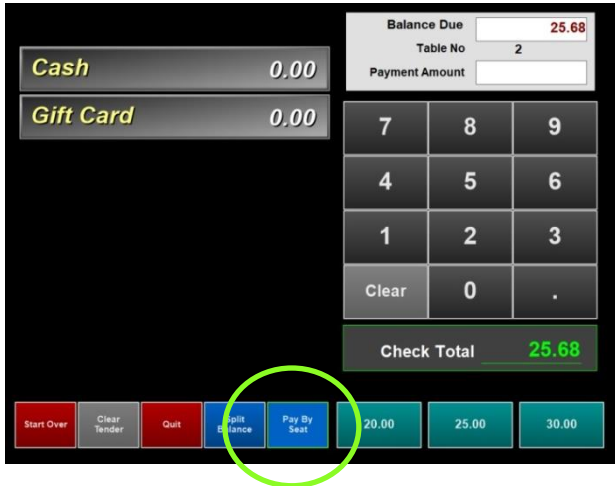 Balance Due 25.68
Table No 2
Payment Amount
Cash 0.00
Gift Card 0.00
7 8 9
4 5 6
1 2 3
Clear 0 .
Check Total 25.68
Start Over
Clear
Tender
Quit
Split
Balance
Pay By
Seat
20.00 25.00 30.00